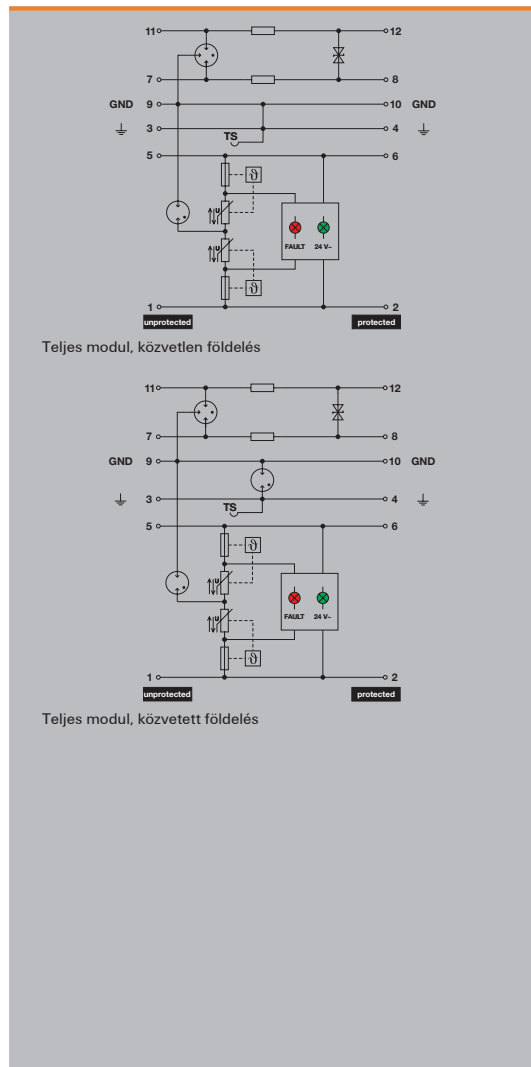 11 12
7 8
GND 9 10 GND
3 4
TS
5 6
ϑ
U
FAULT 24 V~
U
ϑ
1 2
unprotected protected
Teljes modul, közvetlen földelés
11 12
7 8
GND 9 10 GND
3 4
TS
5 6
ϑ
U
FAULT 24 V~
U
ϑ
1 2
unprotected protected
Teljes modul, közvetett földelés